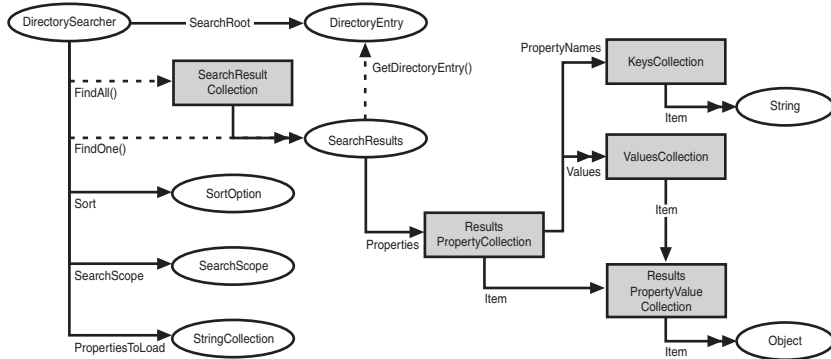 DirectorySearcher
SearchRoot
DirectoryEntry
PropertyNames
KeysCollection
SearchResult
Collection
GetDirectoryEntry()
FindAll()
Item
String
FindOne()
SearchResults
Values
ValuesCollection
Sort
SortOption
Item
Properties
Results
PropertyCollection
SearchScope
SearchScope
Item
Results
PropertyValue
Collection
PropertiesToLoad
StringCollection
Item
Object